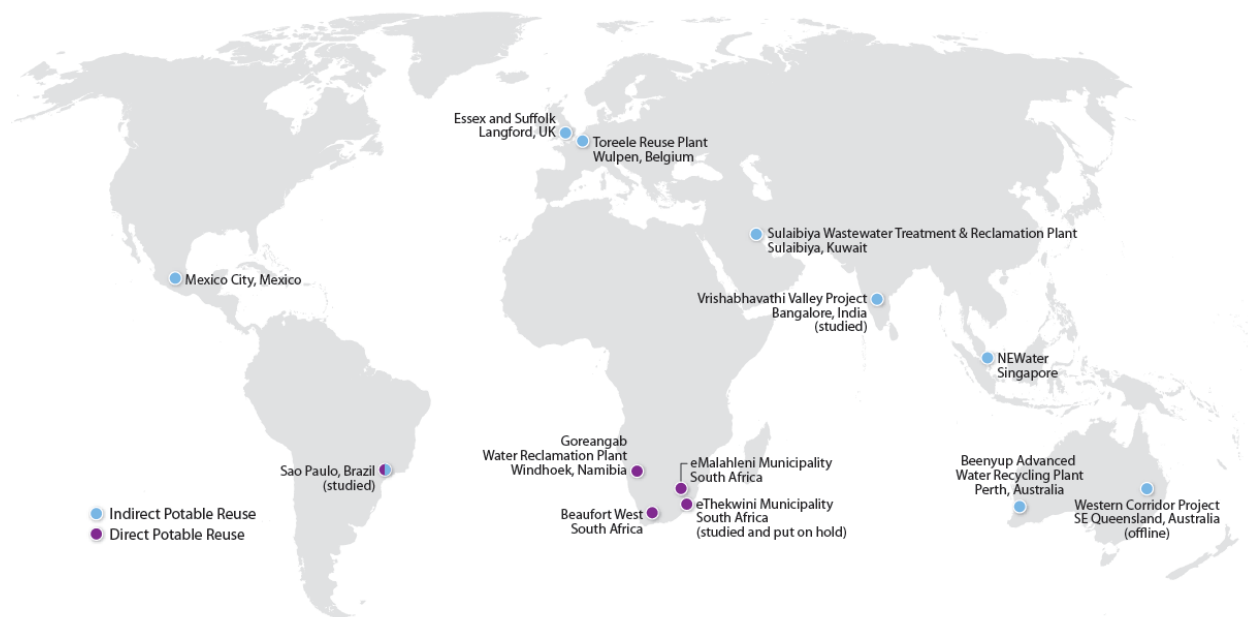 Essex and Suffolk
Langford, UK
Toreele Reuse Plant
Wulpen, Belgium
Sulaibiya Wastewater Treatment & Reclamation Plant
Sulaibiya, Kuwait
Mexico City, Mexico
Vrishabhavathi Valley Project
Bangalore, India
(studied)
NEWater
Singapore
Goreangab
Water Reclamation Plant
Windhoek, Namibia
eMalahleni Municipality
South Africa
Sao Paulo, Brazil
(studied)
Beaufort West
South Africa
eThekwini Municipality
South Africa
(studied and put on hold)
Beenyup Advanced
Water Recycling Plant
Perth, Australia
Western Corridor Project
SE Queensland, Australia
(offline)
Indirect Potable Reuse
Direct Potable Reuse